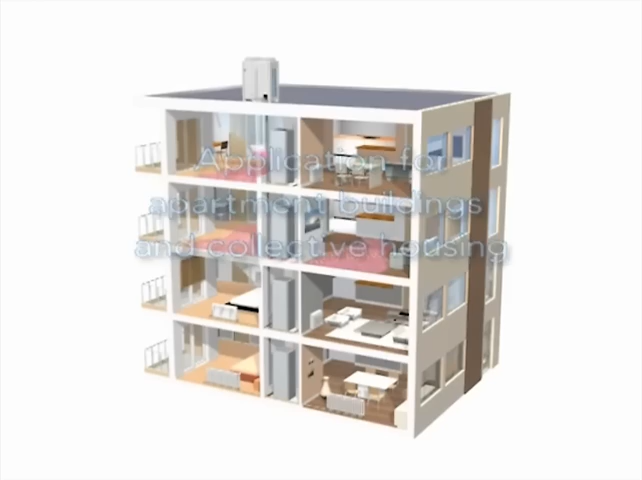 Application for
apartment buildings
and collective housing